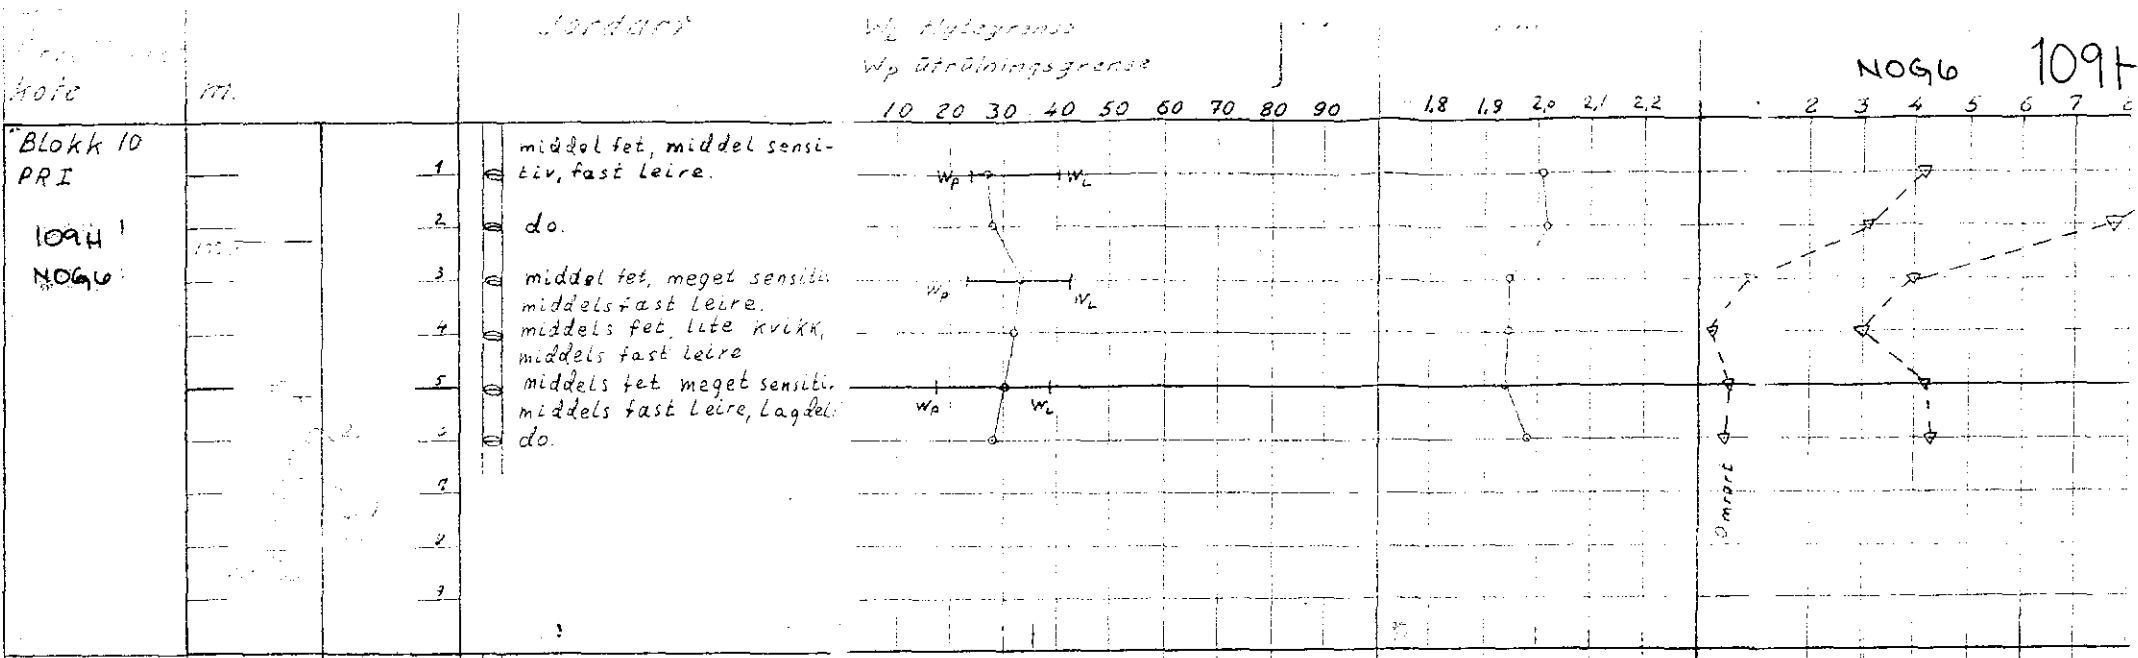 Jordart
WL Flytegrense
Wp Utrulningsgrense
NOG6 109H
Kote m.
10 20 30 40 50 60 70 80 90 1,8 1,9 2,0 2,1 2,2 2 3 4 5 6 7 8
Blokk 10
PR I
109H
NOG6
1
middel fet, middel sensi-
tiv, fast leire.
Wp WL
2
do.
3
middel fet, meget sensiti
middels fast leire.
Wp WL
4
middels fet, lite kvikk,
middels fast leire
5
middels fet meget sensiti.
middels fast leire, lagdel
Wp WL
do.
Omrørt
7